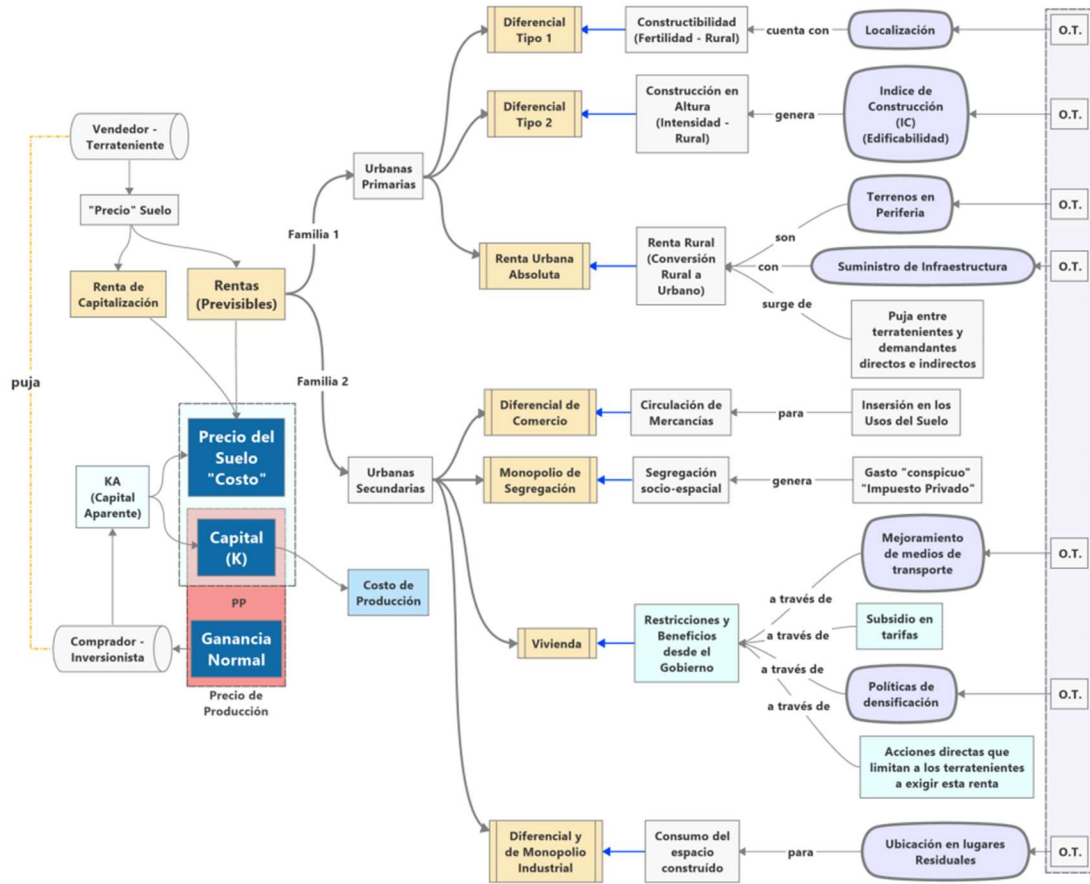 Diferencial
Tipo 1
Constructibilidad
(Fertilidad - Rural)
cuenta con
Localización
O.T.
Diferencial
Tipo 2
Construcción en
Altura
(Intensidad -
Rural)
genera
Indice de
Construcción
(IC)
(Edificabilidad)
O.T.
Vendedor -
Terrateniente
Urbanas
Primarias
"Precio" Suelo
Familia 1
Terrenos en
Periferia
O.T.
Renta Urbana
Absoluta
Renta Rural
(Conversión
Rural a
Urbano)
son
con
surge de
Suministro de Infraestructura
O.T.
Renta de
Capitalización
Rentas
(Previsibles)
Puja entre
terratenientes y
demandantes
directos e indirectos
puja
Familia 2
Diferencial de
Comercio
Circulación de
Mercancías
para
Insersión en los
Usos del Suelo
Precio del
Suelo
"Costo"
KA
(Capital
Aparente)
Urbanas
Secundarias
Monopolio de
Segregación
Segregación
socio-espacial
genera
Gasto "conspicuo"
"Impuesto Privado"
Capital
(K)
Costo de
Producción
Mejoramiento
de medios de
transporte
O.T.
PP
Ganancia
Normal
Comprador -
Inversionista
Precio de
Producción
Vivienda
Restricciones y
Beneficios
desde el
Gobierno
a través de
a través de
a través de
a través de
Subsidio en
tarifas
Políticas de
densificación
O.T.
Acciones directas que
limitan a los terratenientes
a exigir esta renta
Diferencial y
de Monopolio
Industrial
Consumo del
espacio
construído
para
Ubicación en lugares
Residuales
O.T.